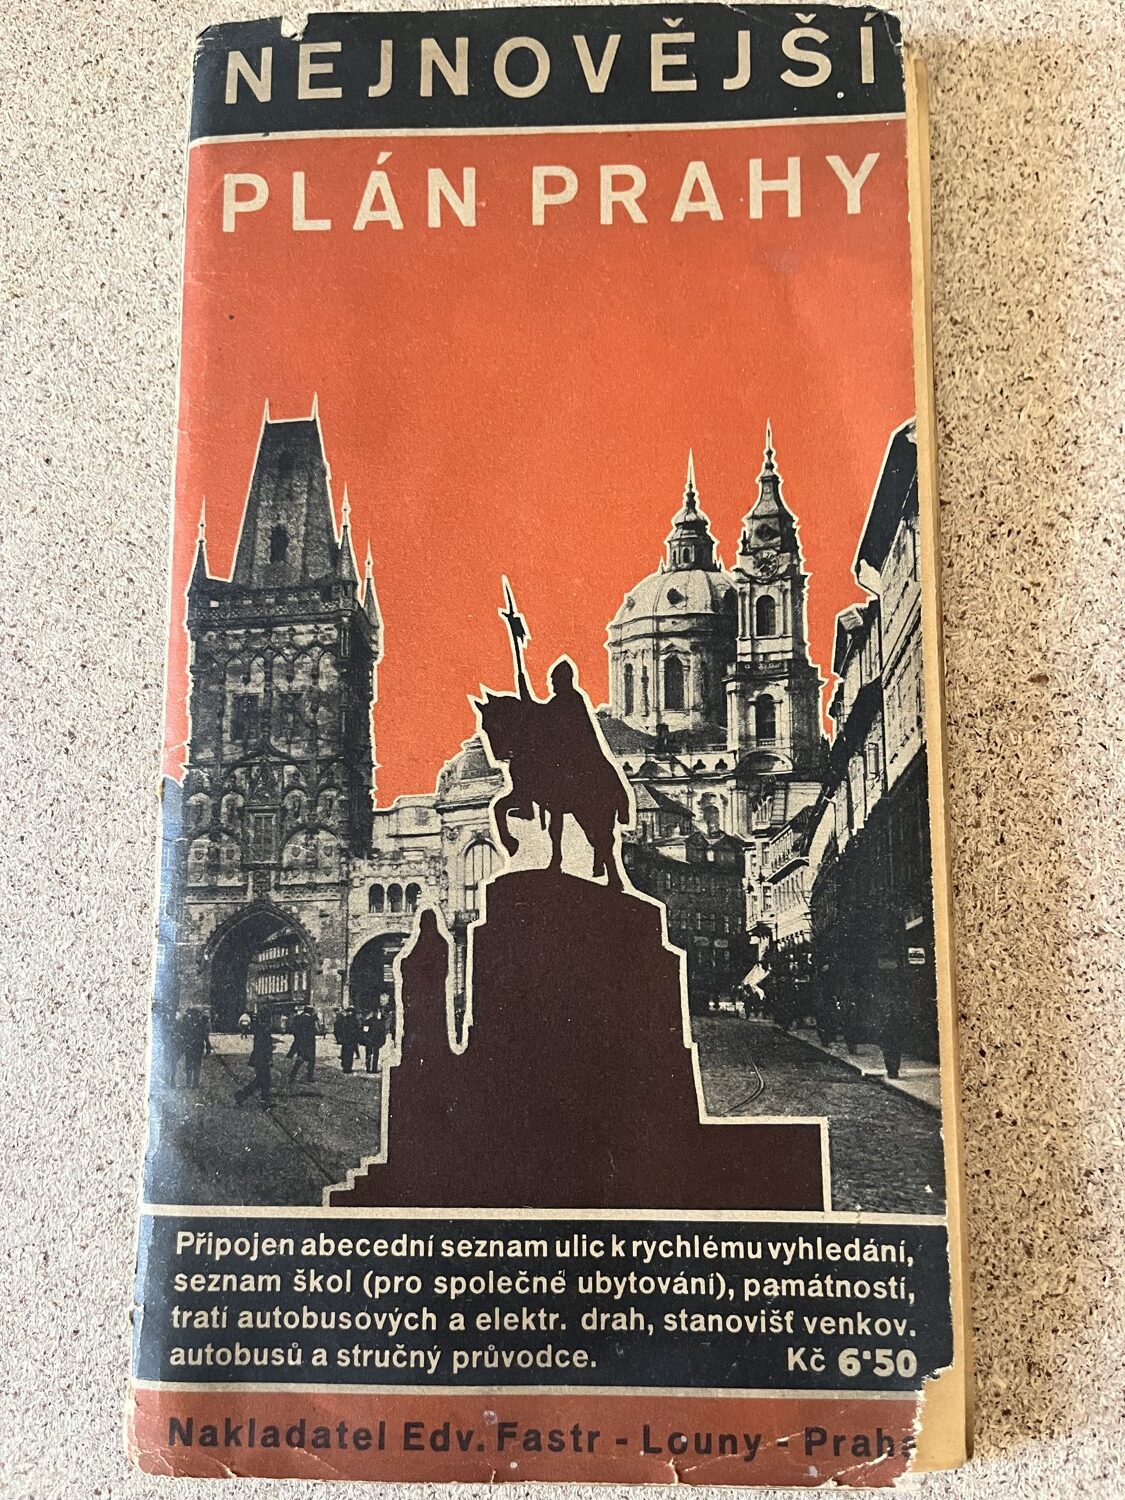 NEJNOVĚJŠÍ
PLÁN PRAHY
Připojen abecední seznam ulic k rychlému vyhledání,
seznam škol (pro společné ubytování), památností,
tratí autobusových a elektr. drah, stanovišť venkov.
autobusů a stručný průvodce. Kč 6·50
Nakladatel Edv. Fastr - Louny - Praha